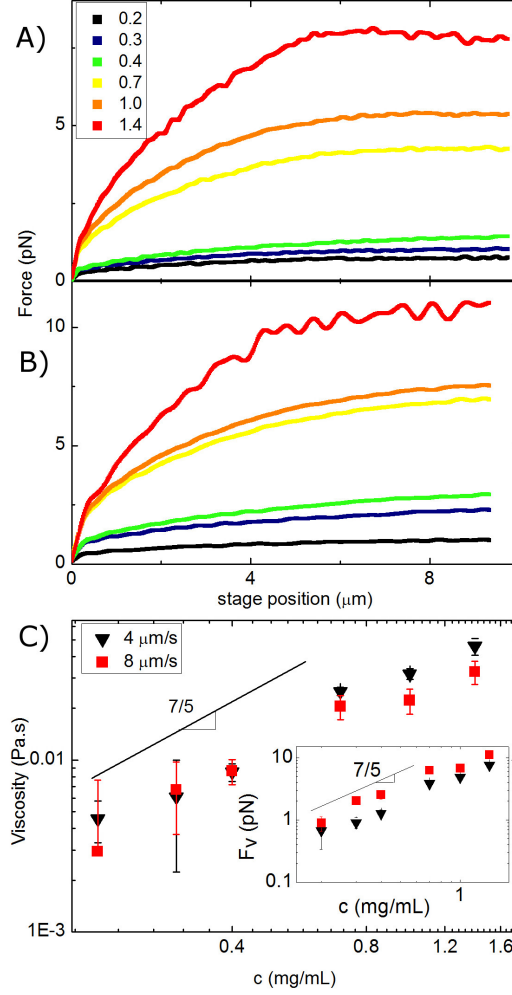 A)
0.2
0.3
0.4
0.7
1.0
1.4
5
0
Force (pN)
B)
10
5
0
0
4
8
stage position (μm)
C)
4 μm/s
8 μm/s
7/5
0.01
1E-3
Viscosity (Pa.s)
0.4
0.8
1.2
1.6
c (mg/mL)
7/5
10
1
0.1
Fv (pN)
1
c (mg/mL)